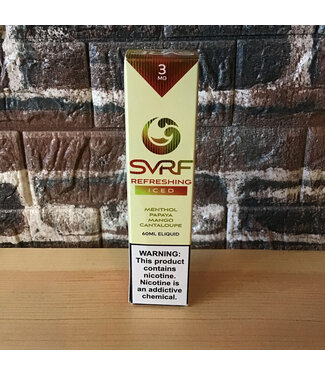 3
MG
SVRF
REFRESHING
ICED
MENTHOL
PAPAYA
MANGO
CANTALOUPE
60ML ELIQUID
WARNING:
This product
contains
nicotine.
Nicotine is
an addictive
chemical.